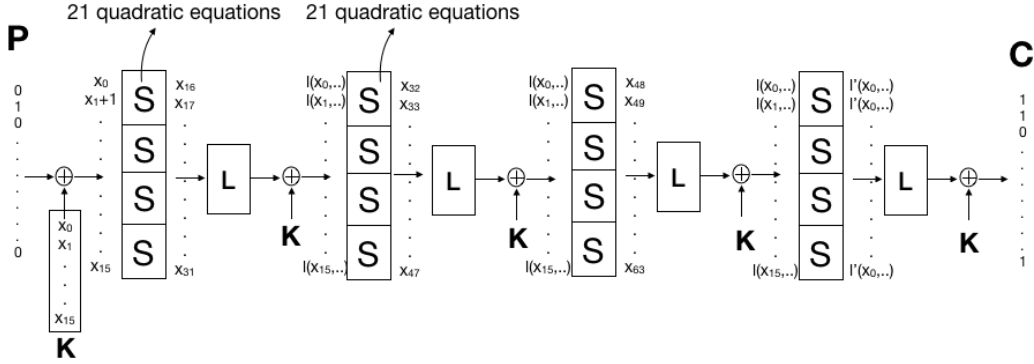 21 quadratic equations
21 quadratic equations
P
0
1
0
0
x₀
x₁
x₁₅
K
x₀
x₁+1
x₁₅
S
S
S
S
x₁₆
x₁₇
x₃₁
L
K
l(x₀,..)
l(x₁,..)
l(x₁₅,..)
S
S
S
S
x₃₂
x₃₃
x₄₇
L
K
l(x₀,..)
l(x₁,..)
l(x₁₅,..)
S
S
S
S
x₄₈
x₄₉
x₆₃
L
K
l(x₀,..)
l(x₁,..)
l(x₁₅,..)
S
S
S
S
l'(x₀,..)
l'(x₀,..)
l'(x₀,..)
L
K
C
1
1
0
1